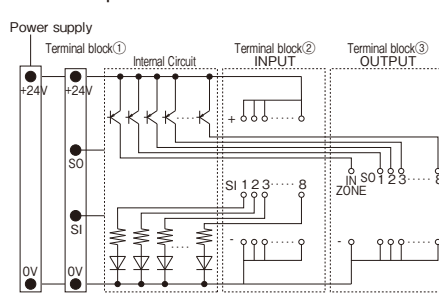 Power supply
Terminal block①
Internal Circuit
Terminal block②
INPUT
Terminal block③
OUTPUT
+24V
+24V
+
SO
IN
ZONE
SO 1 2 3 ...... 8
SI 1 2 3 ...... 8
SI
-
-
0V
0V